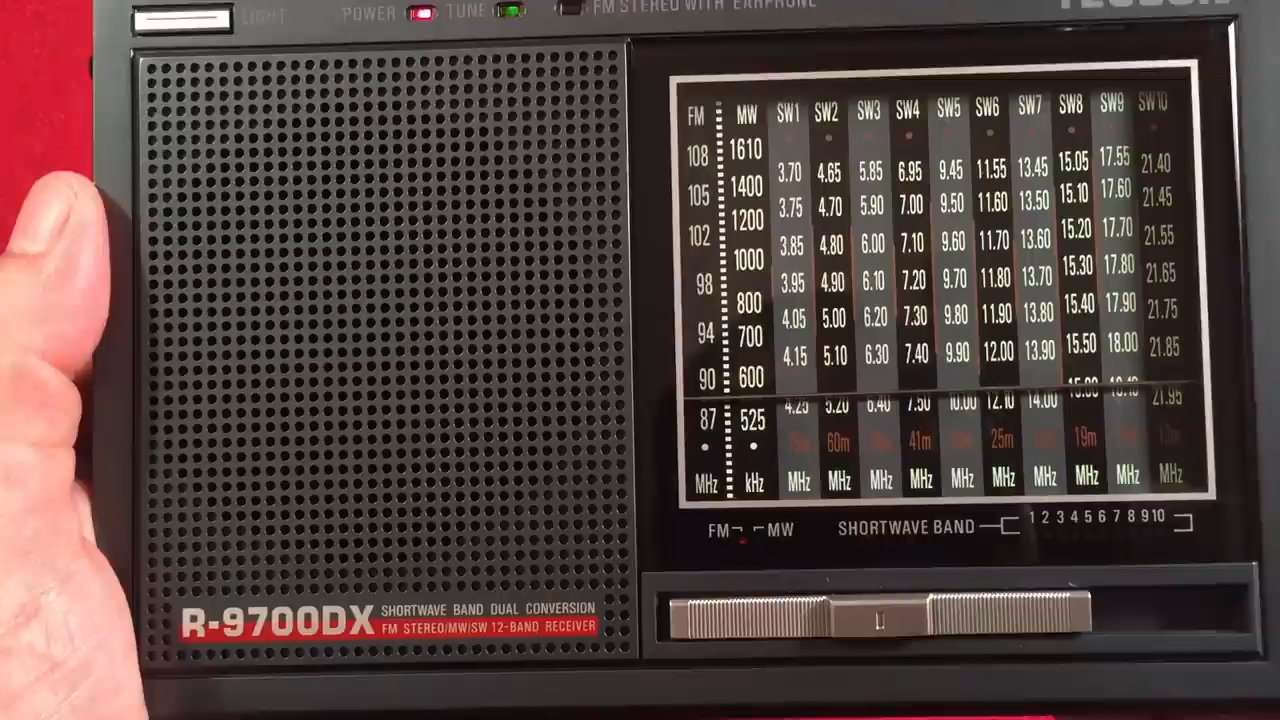 LIGHT POWER TUNE FM STEREO WITH EARPHONE
FM MW SW1 SW2 SW3 SW4 SW5 SW6 SW7 SW8 SW9 SW10
108 1610 3.70 4.65 5.85 6.95 9.45 11.55 13.45 15.05 17.55 21.40
105 1400 3.75 4.70 5.90 7.00 9.50 11.60 13.50 15.10 17.60 21.45
102 1200 3.85 4.80 6.00 7.10 9.60 11.70 13.60 15.20 17.70 21.55
98 1000 3.95 4.90 6.10 7.20 9.70 11.80 13.70 15.30 17.80 21.65
94 800 4.05 5.00 6.20 7.30 9.80 11.90 13.80 15.40 17.90 21.75
90 700 4.15 5.10 6.30 7.40 9.90 12.00 13.90 15.50 18.00 21.85
87 600 4.25 5.20 6.40 7.50 10.00 12.10 14.00 21.95
525 60m 41m 25m 19m
MHz kHz MHz MHz MHz MHz MHz MHz MHz MHz MHz MHz
FM MW SHORTWAVE BAND 1 2 3 4 5 6 7 8 9 10
R-9700DX SHORTWAVE BAND DUAL CONVERSION
FM STEREO/MW/SW 12-BAND RECEIVER